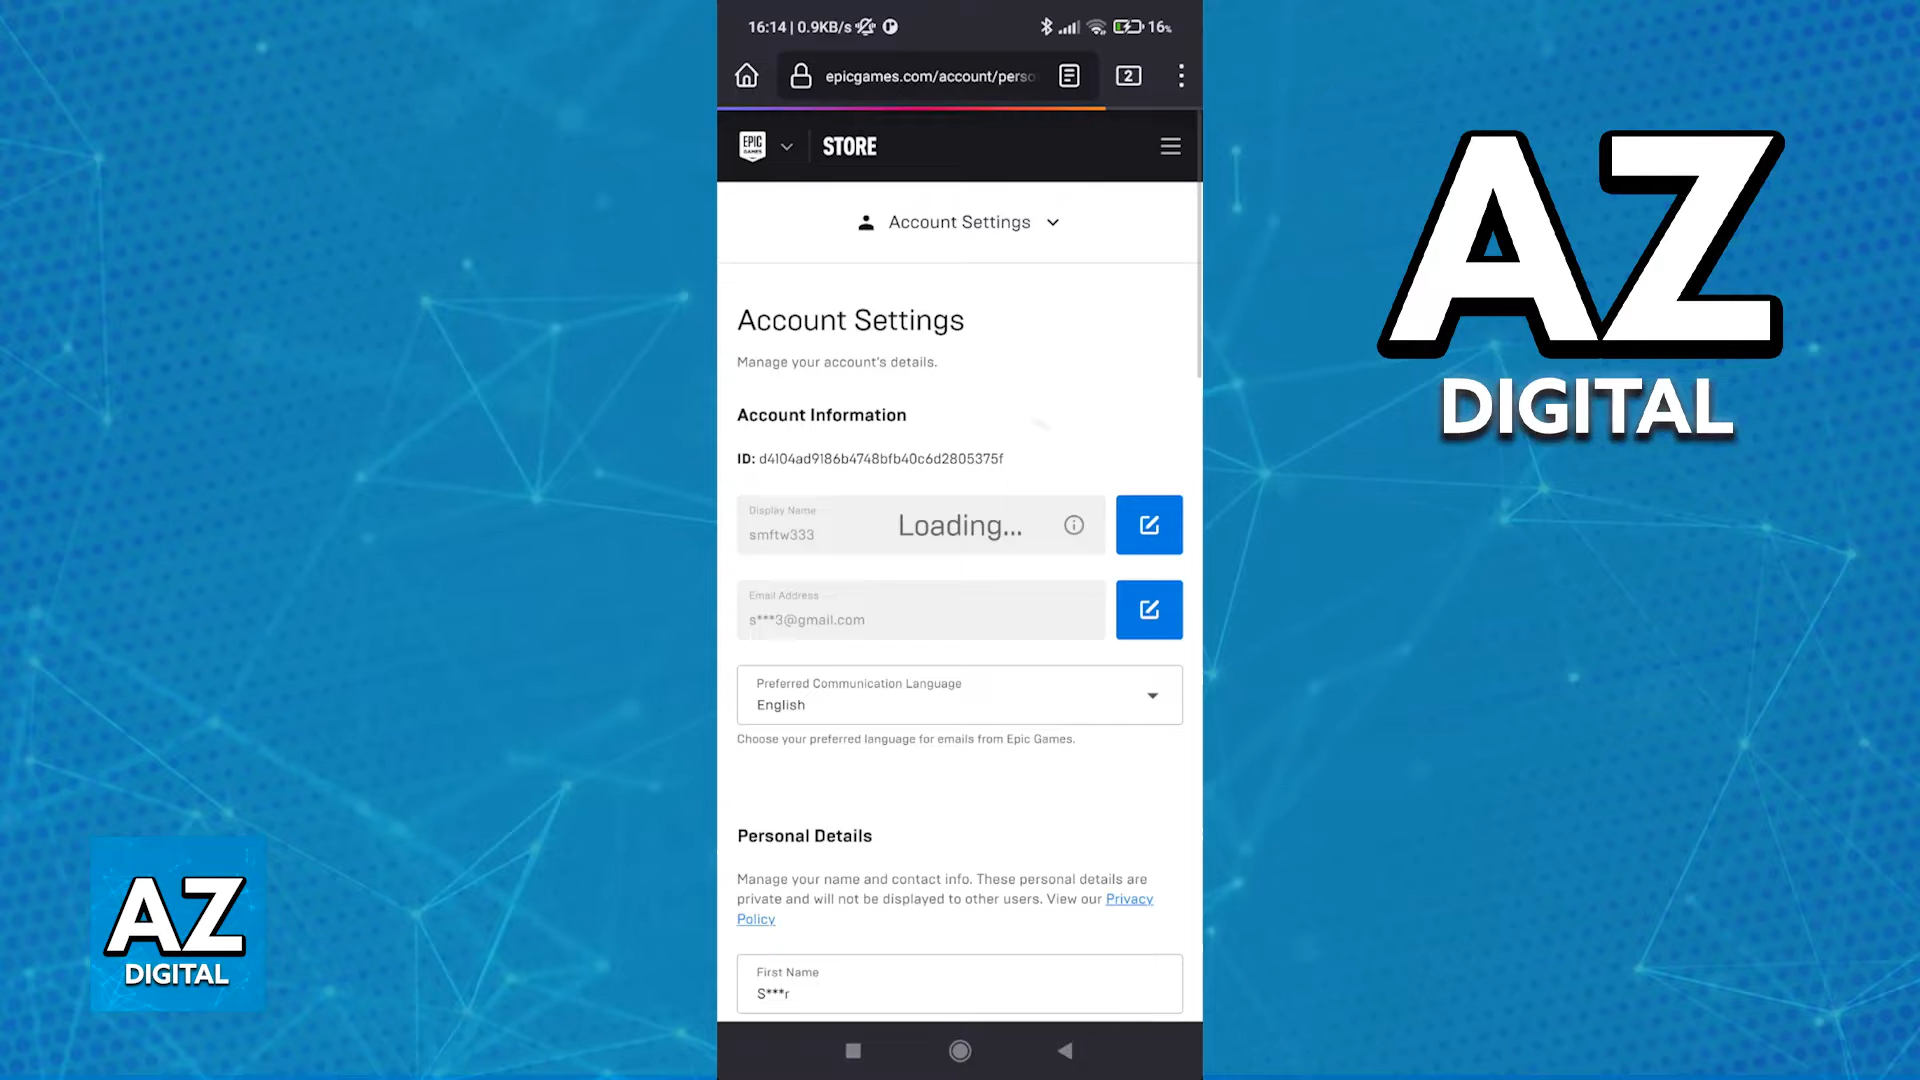 16:14 | 0.9KB/s
16%
epicgames.com/account/perso
2
EPIC GAMES
STORE
Account Settings
Account Settings
Manage your account's details.
Account Information
ID: d4104ad9186b4748bfb40c6d2805375f
Display Name
smftw333
Loading...
Email Address
s***3@gmail.com
Preferred Communication Language
English
Choose your preferred language for emails from Epic Games.
Personal Details
Manage your name and contact info. These personal details are
private and will not be displayed to other users. View our Privacy
Policy
First Name
S***r
AZ
DIGITAL
AZ
DIGITAL